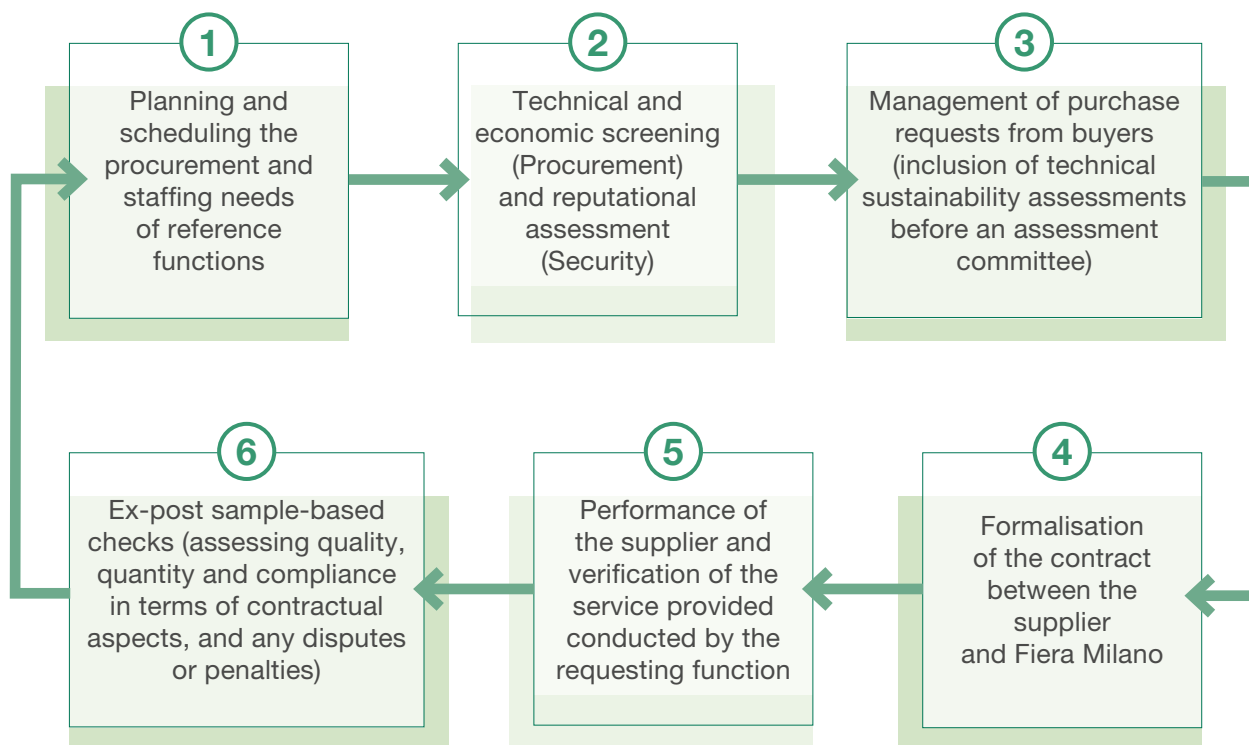 1
Planning and
scheduling the
procurement and
staffing needs
of reference
functions
2
Technical and
economic screening
(Procurement)
and reputational
assessment
(Security)
3
Management of purchase
requests from buyers
(inclusion of technical
sustainability assessments
before an assessment
committee)
4
Formalisation
of the contract
between the
supplier
and Fiera Milano
5
Performance of
the supplier and
verification of the
service provided
conducted by the
requesting function
6
Ex-post sample-based
checks (assessing quality,
quantity and compliance
in terms of contractual
aspects, and any disputes
or penalties)